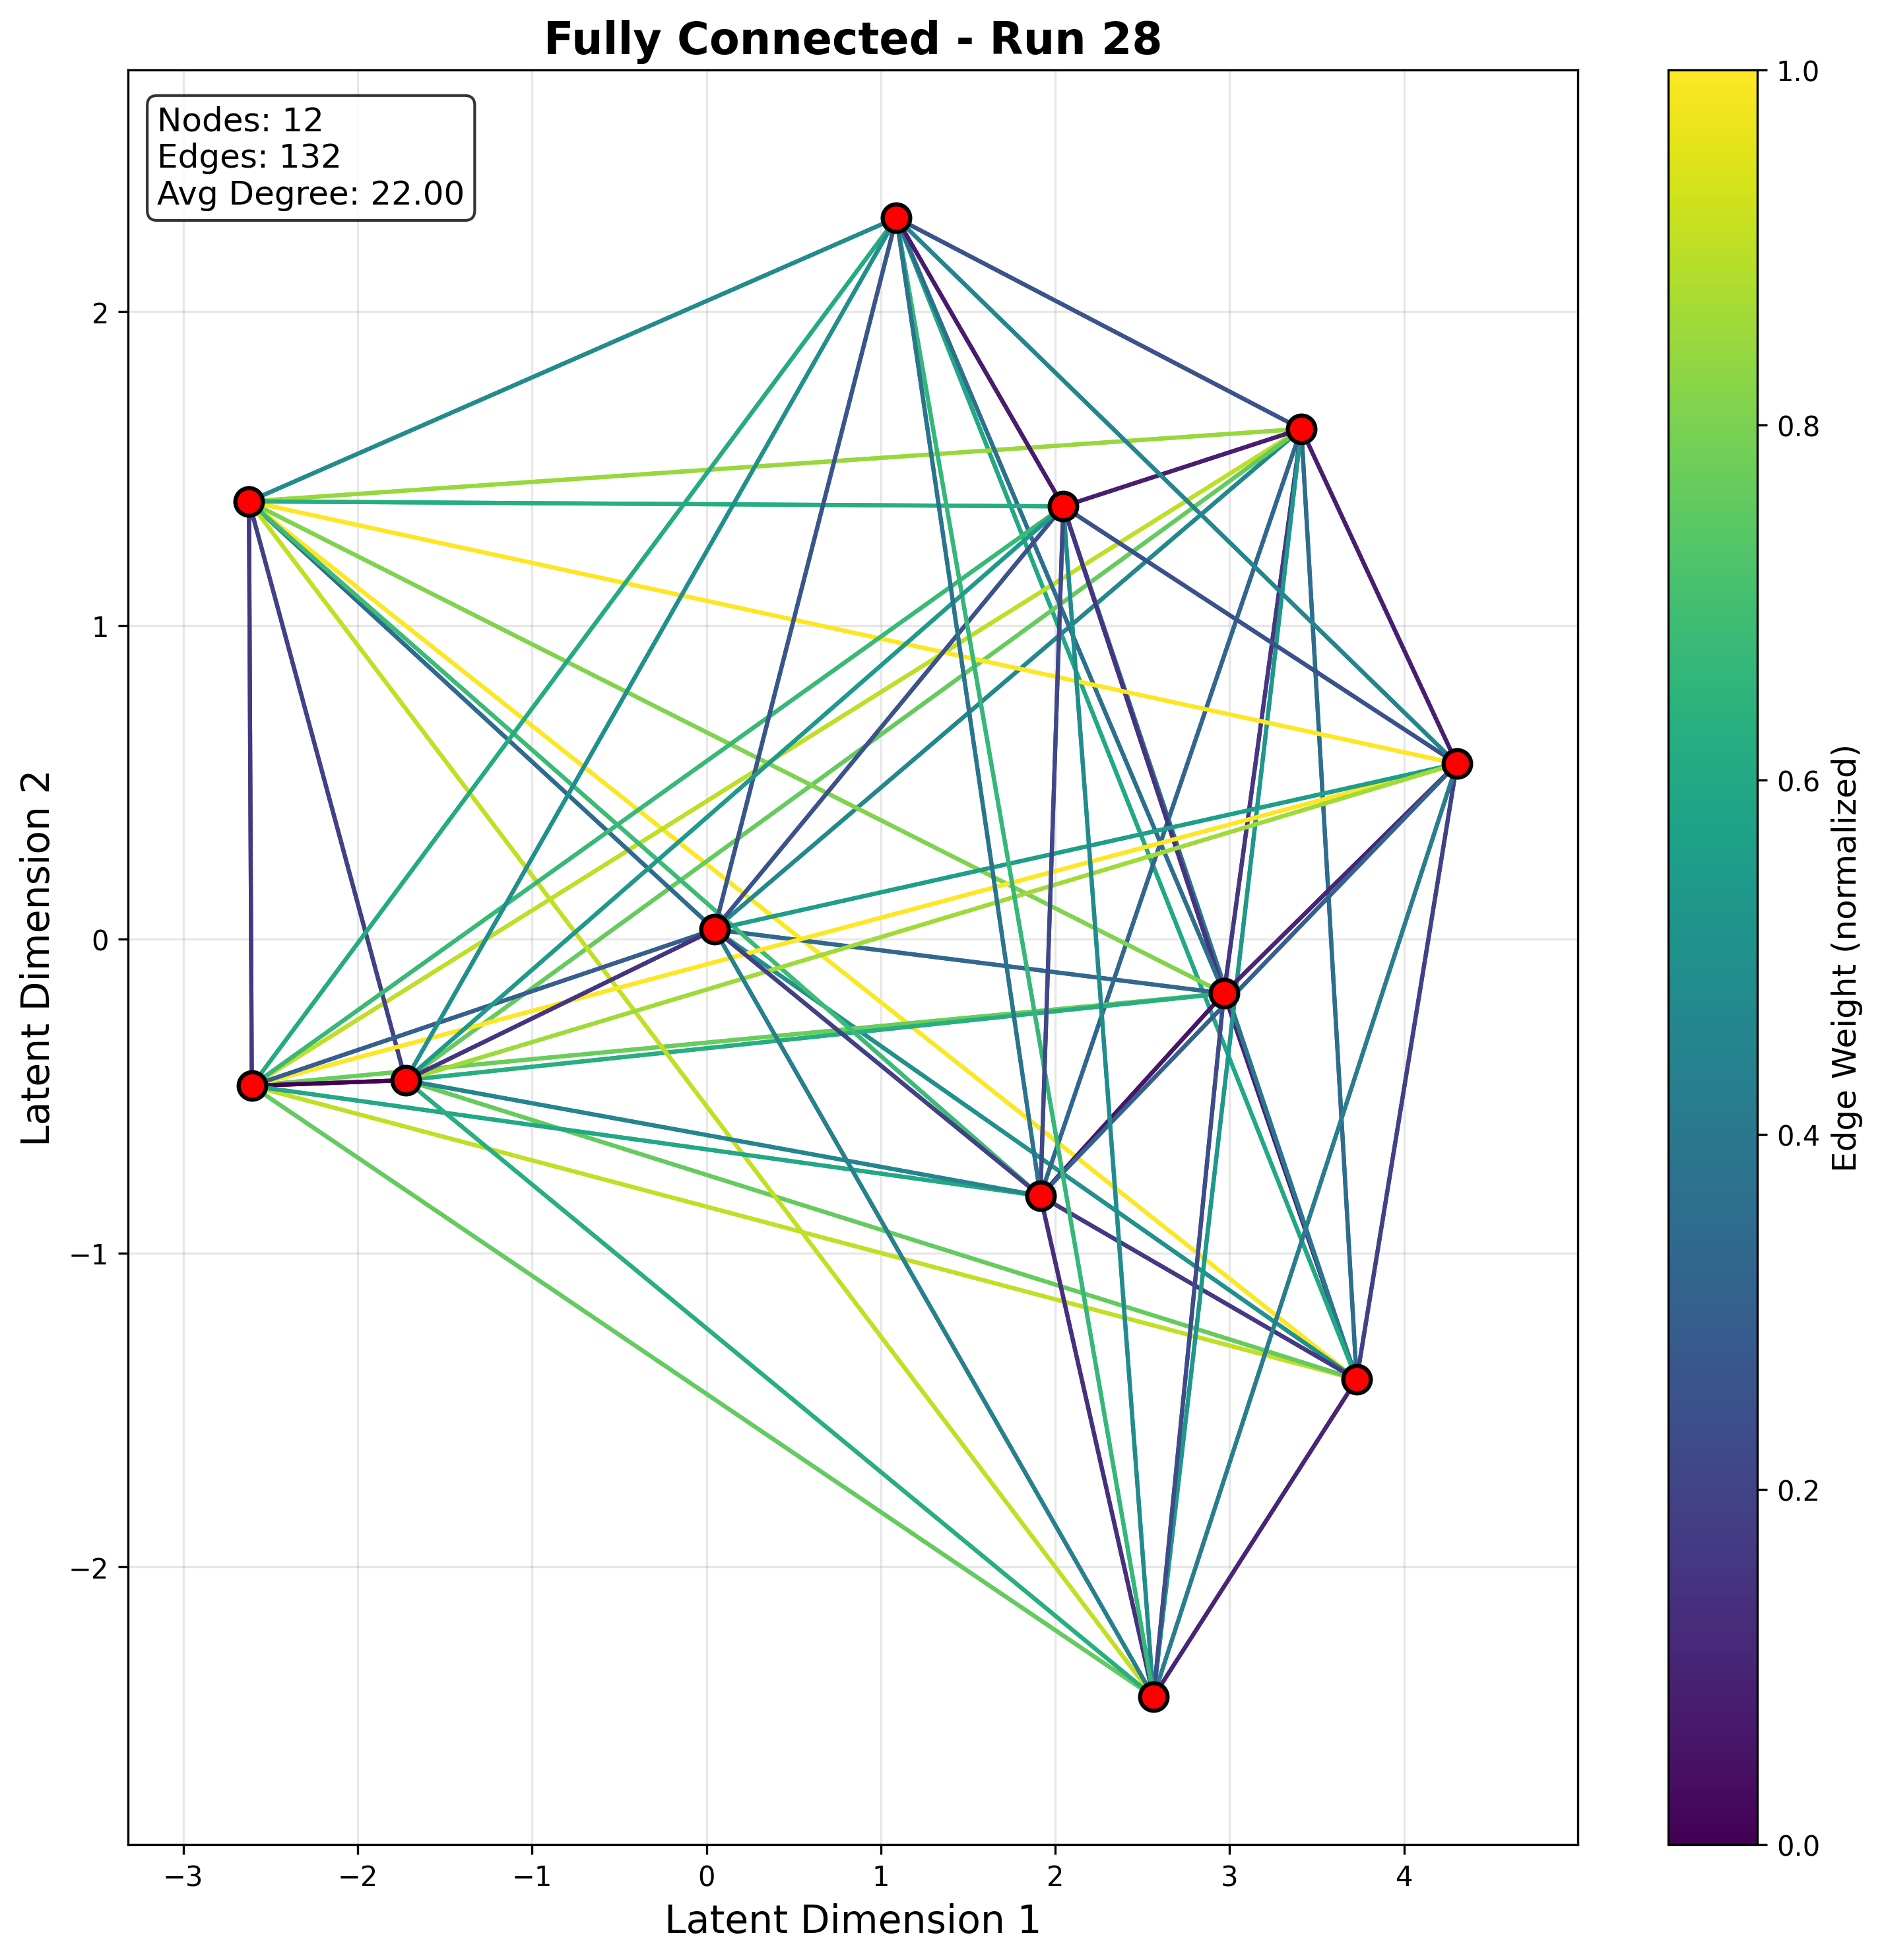 Fully Connected - Run 28
Nodes: 12
Edges: 132
Avg Degree: 22.00
2
1
0
−1
−2
Latent Dimension 2
−3
−2
−1
0
1
2
3
4
Latent Dimension 1
1.0
0.8
0.6
0.4
0.2
0.0
Edge Weight (normalized)